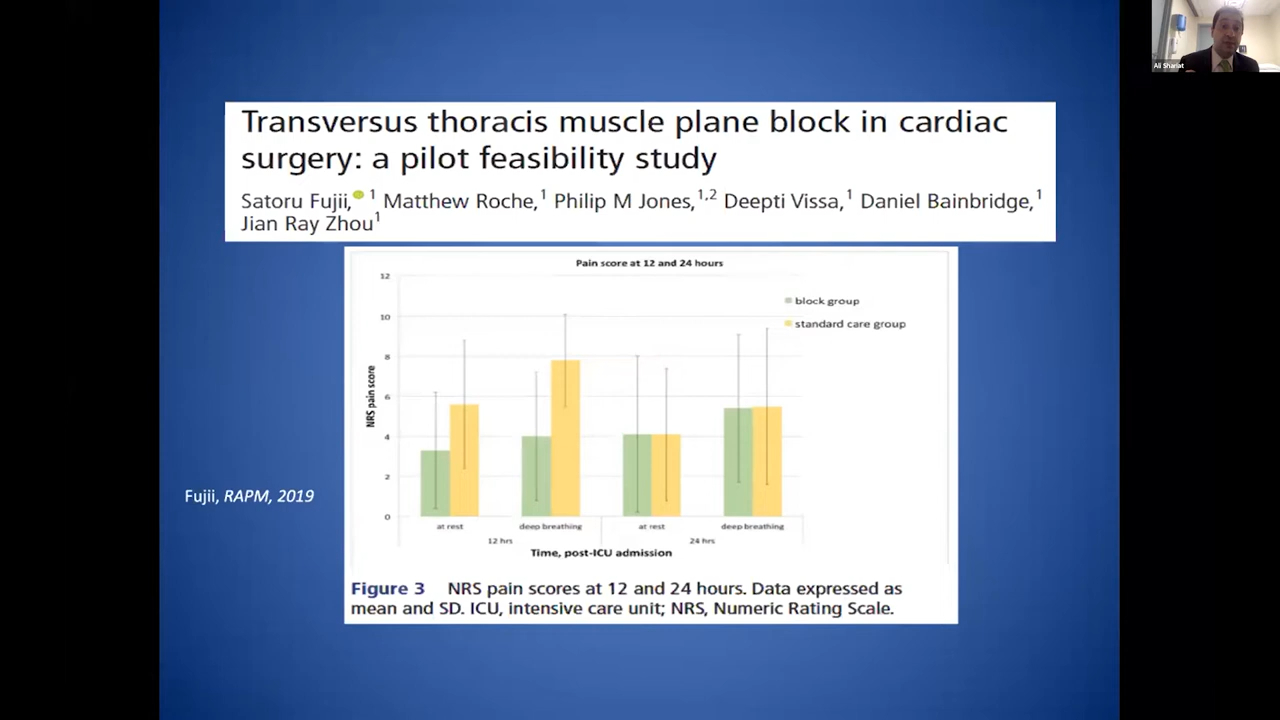 Transversus thoracis muscle plane block in cardiac
surgery: a pilot feasibility study
Satoru Fujii, 1 Matthew Roche,1 Philip M Jones,1,2 Deepti Vissa,1 Daniel Bainbridge,1
Jian Ray Zhou1
Pain score at 12 and 24 hours
block group
standard care group
12
10
8
6
4
2
0
NRS pain score
at rest
deep breathing
at rest
deep breathing
12 hrs
24 hrs
Time, post-ICU admission
Figure 3 NRS pain scores at 12 and 24 hours. Data expressed as
mean and SD. ICU, intensive care unit; NRS, Numeric Rating Scale.
Fujii, RAPM, 2019
Ali Shariat